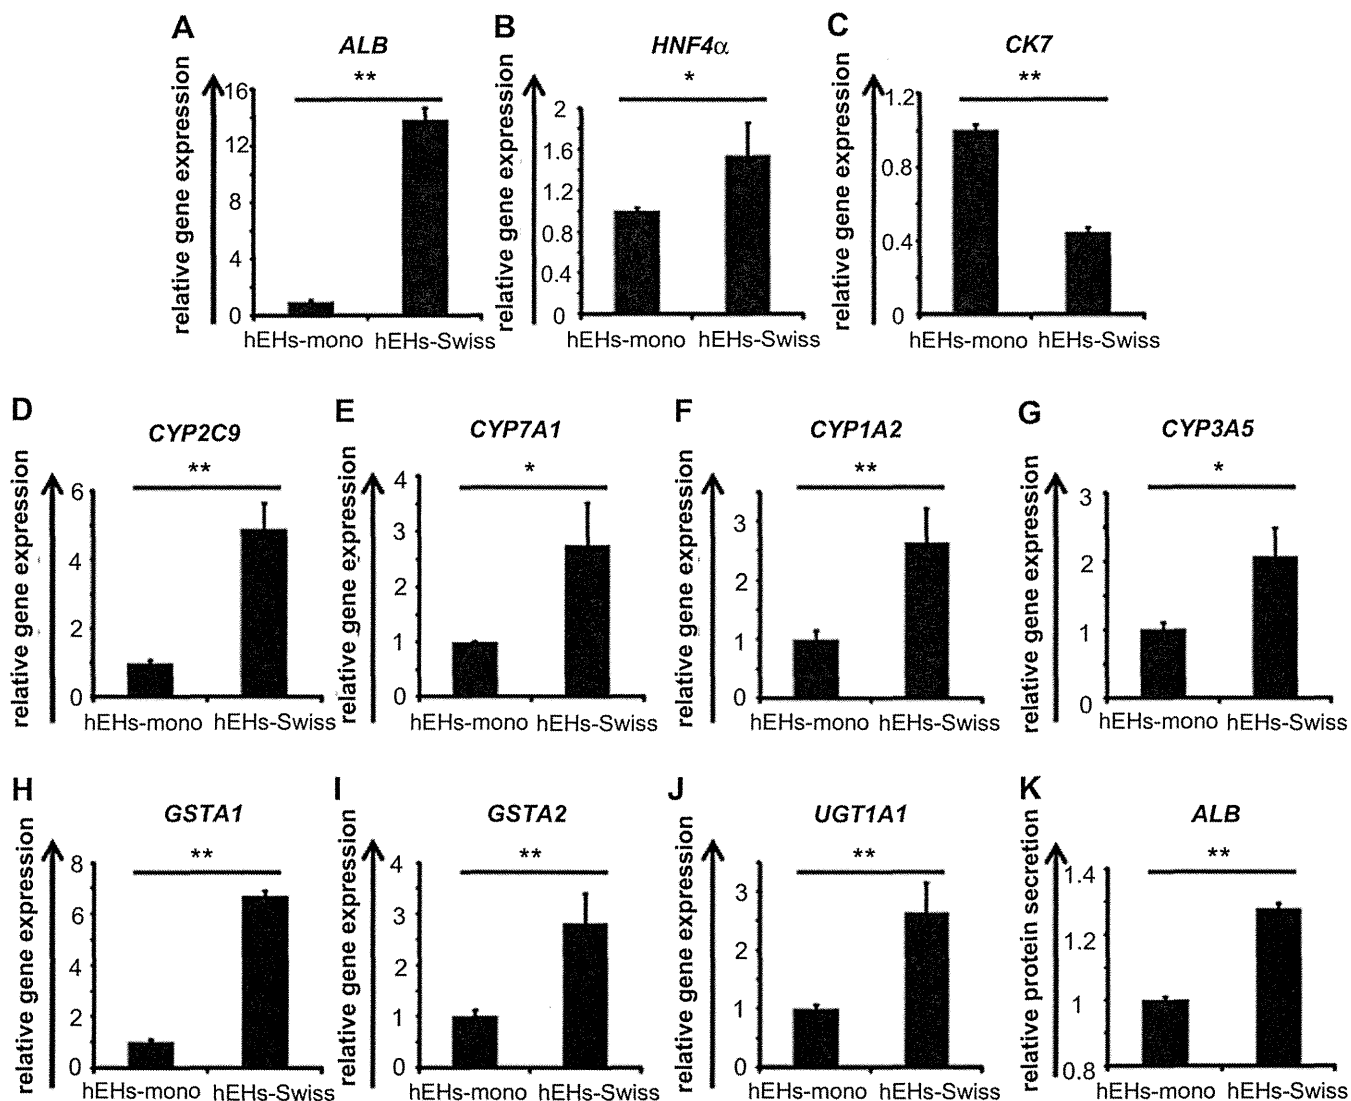 A
ALB
**
relative gene expression
16
12
8
4
0
hEHs-mono hEHs-Swiss
B
HNF4α
*
relative gene expression
2
1.6
1.2
0.8
0.4
0
hEHs-mono hEHs-Swiss
C
CK7
**
relative gene expression
1.2
0.8
0.4
0
hEHs-mono hEHs-Swiss
D
CYP2C9
**
relative gene expression
6
4
2
0
hEHs-mono hEHs-Swiss
E
CYP7A1
*
relative gene expression
4
3
2
1
0
hEHs-mono hEHs-Swiss
F
CYP1A2
**
relative gene expression
3
2
1
0
hEHs-mono hEHs-Swiss
G
CYP3A5
*
relative gene expression
3
2
1
0
hEHs-mono hEHs-Swiss
H
GSTA1
**
relative gene expression
8
6
4
2
0
hEHs-mono hEHs-Swiss
I
GSTA2
**
relative gene expression
4
3
2
1
0
hEHs-mono hEHs-Swiss
J
UGT1A1
**
relative gene expression
3
2
1
0
hEHs-mono hEHs-Swiss
K
ALB
**
relative protein secretion
1.4
1.2
1
0.8
hEHs-mono hEHs-Swiss